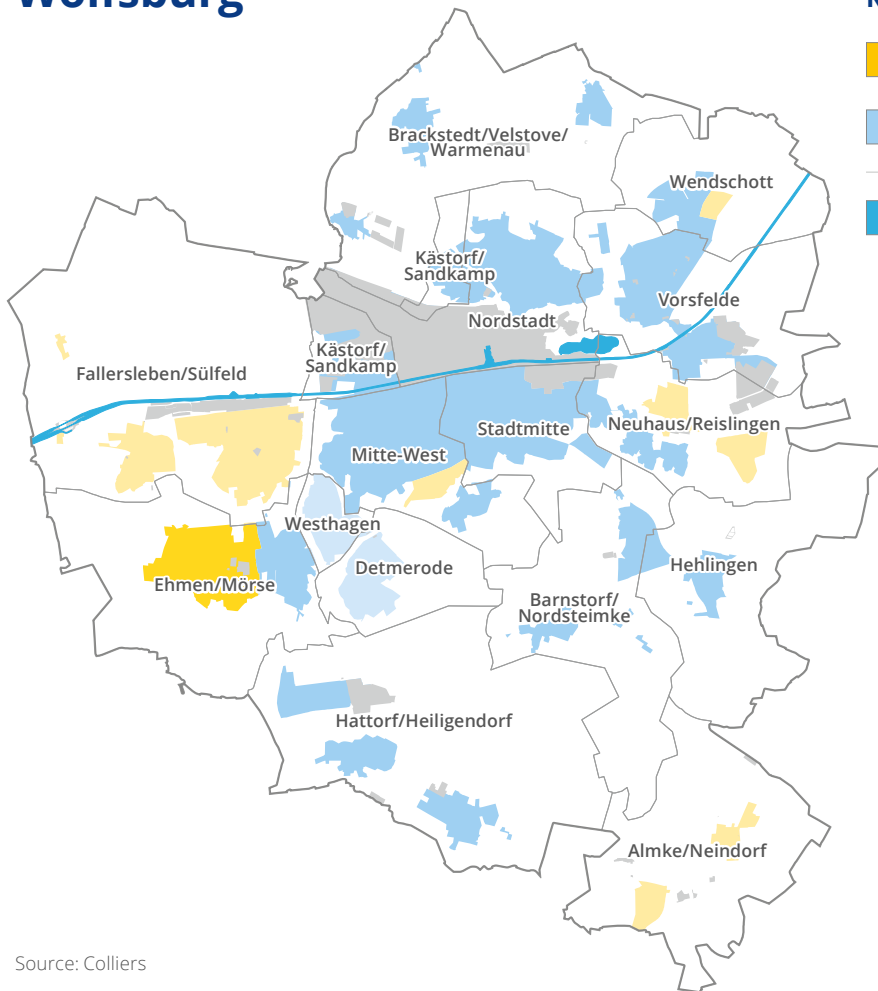 Wolfsburg
Brackstedt/Velstove/
Warmenau
Wendschott
Kästorf/
Sandkamp
Vorsfelde
Nordstadt
Kästorf/
Sandkamp
Fallersleben/Sülfeld
Neuhaus/Reislingen
Stadtmitte
Mitte-West
Westhagen
Hehlingen
Detmerode
Ehmen/Mörse
Barnstorf/
Nordsteimke
Hattorf/Heiligendorf
Almke/Neindorf
Source: Colliers